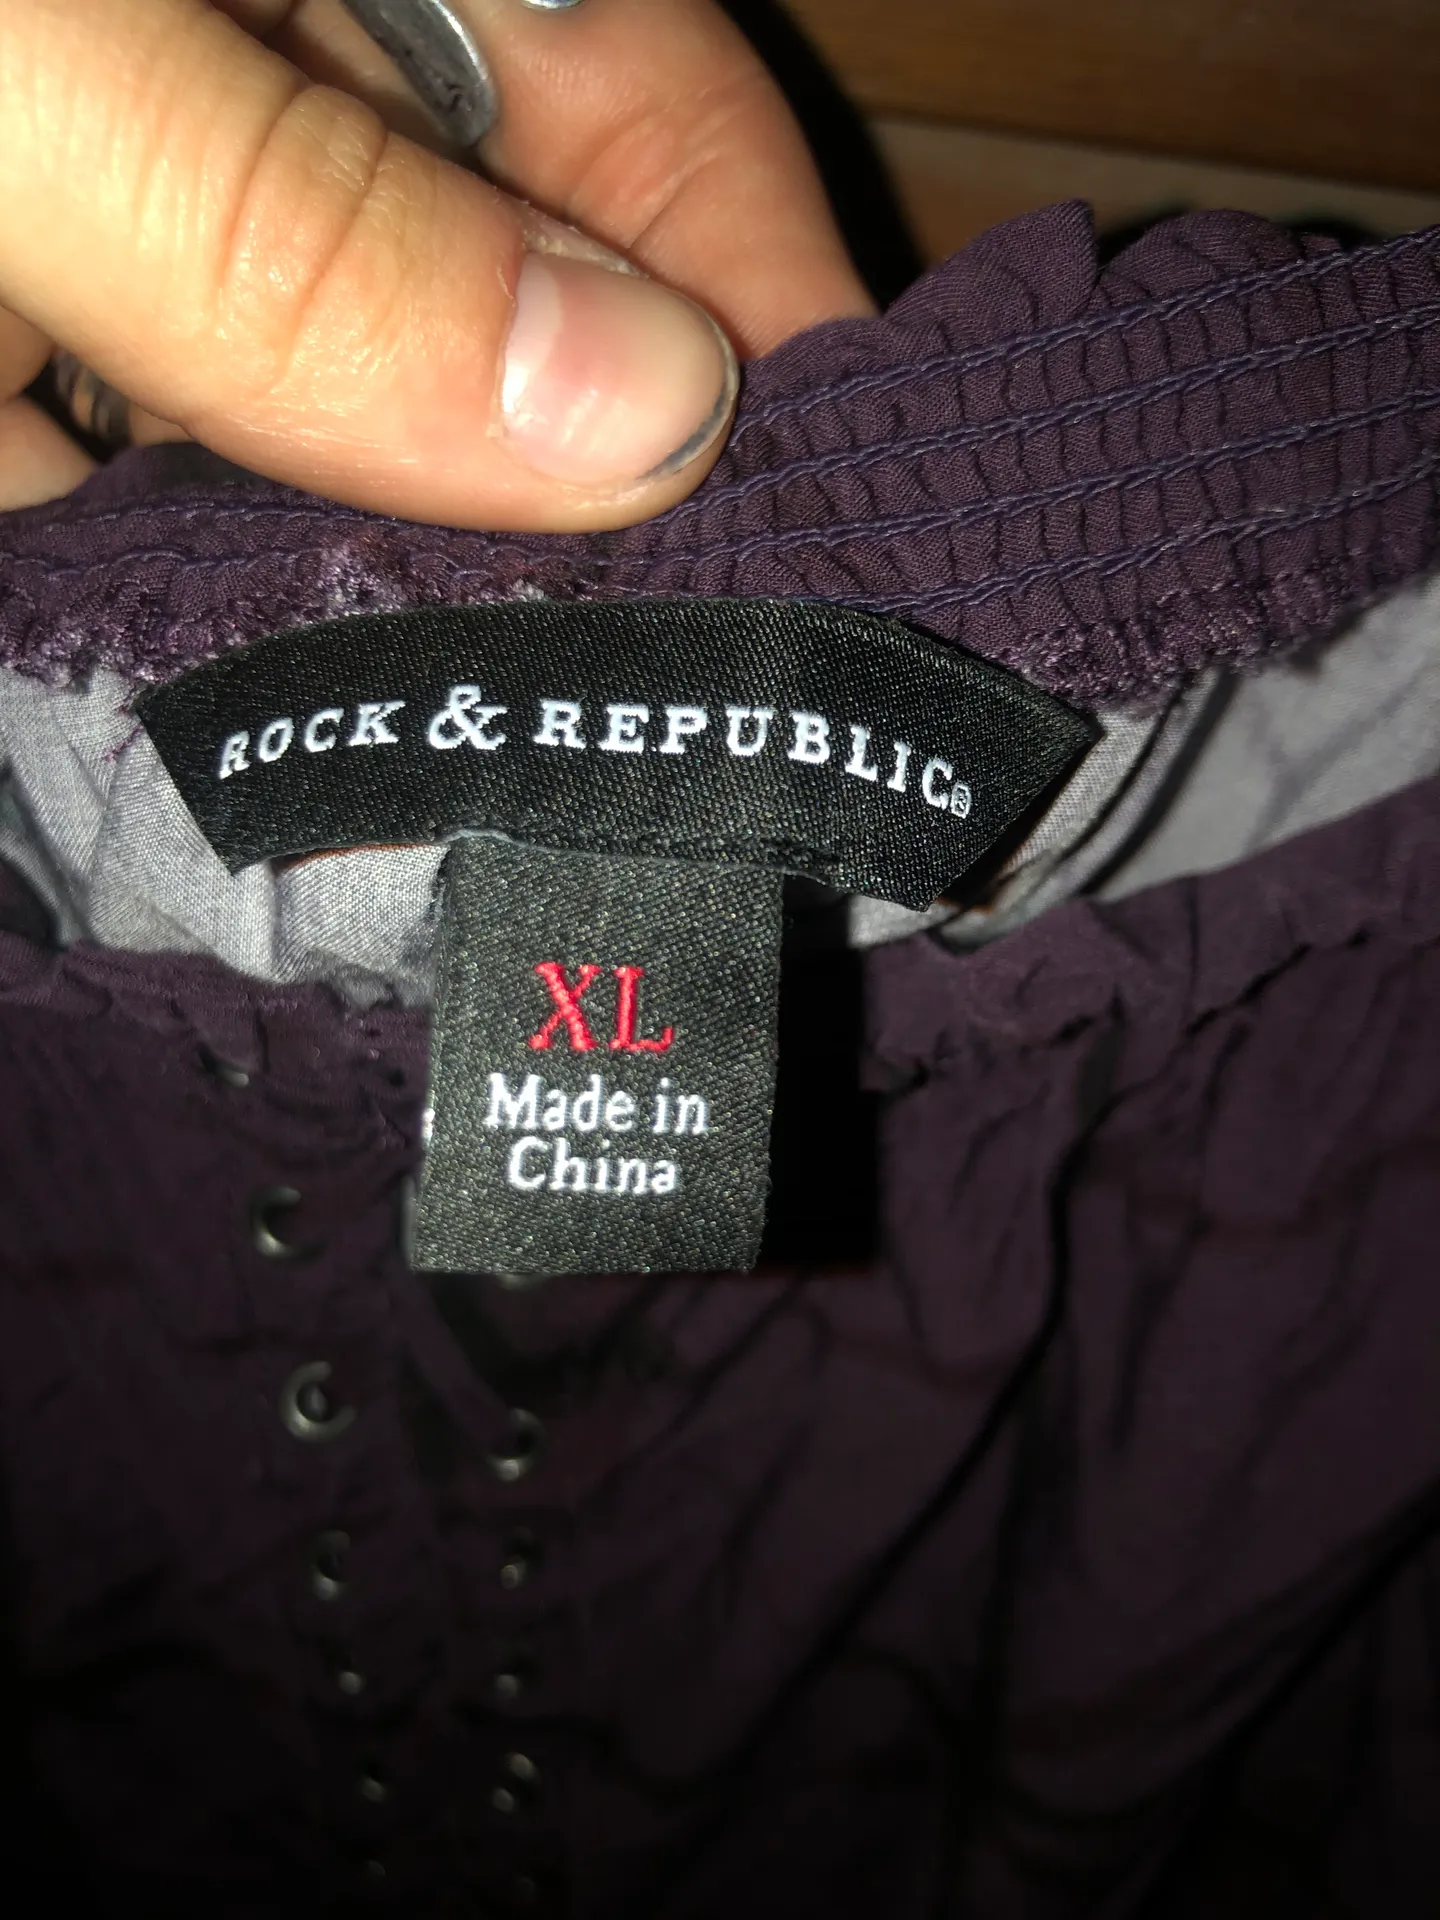 ROCK & REPUBLIC®
XL
Made in
China